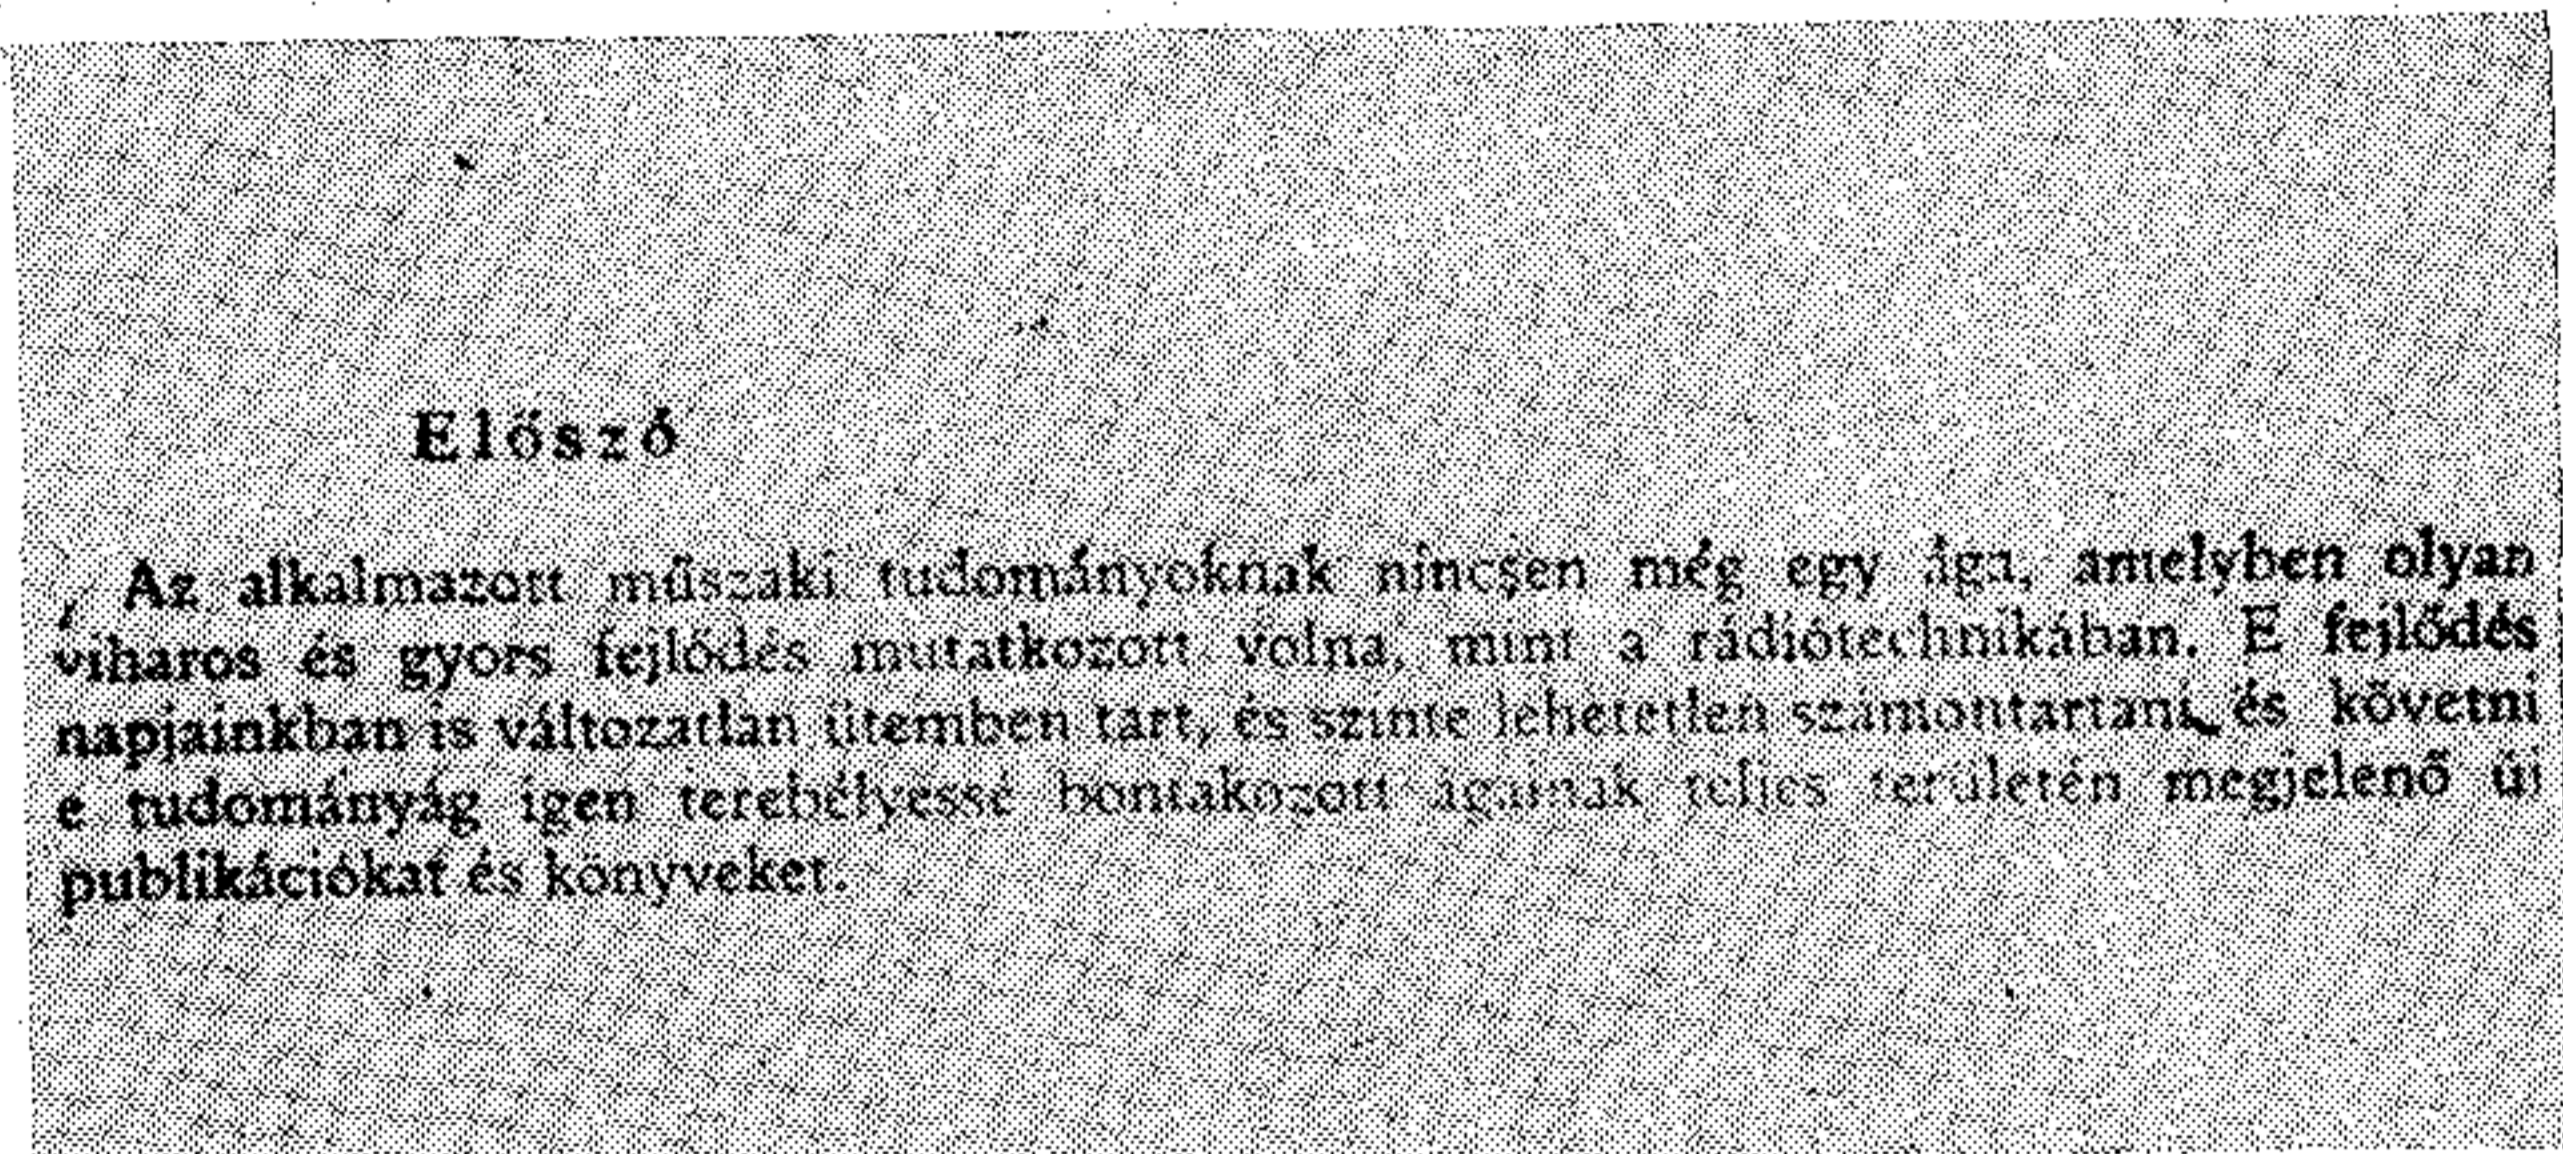 Előszó
Az alkalmazott műszaki tudományoknak nincsen még egy ága, amelyben olyan
viharos és gyors fejlődés mutatkozott volna, mint a rádiótechnikában. E fejlődés
napjainkban is változatlan ütemben tart, és szinte lehetetlen számontartani és követni
e tudományág igen terebélyessé bontakozott ágainak teljes területén megjelenő új
publikációkat és könyveket.